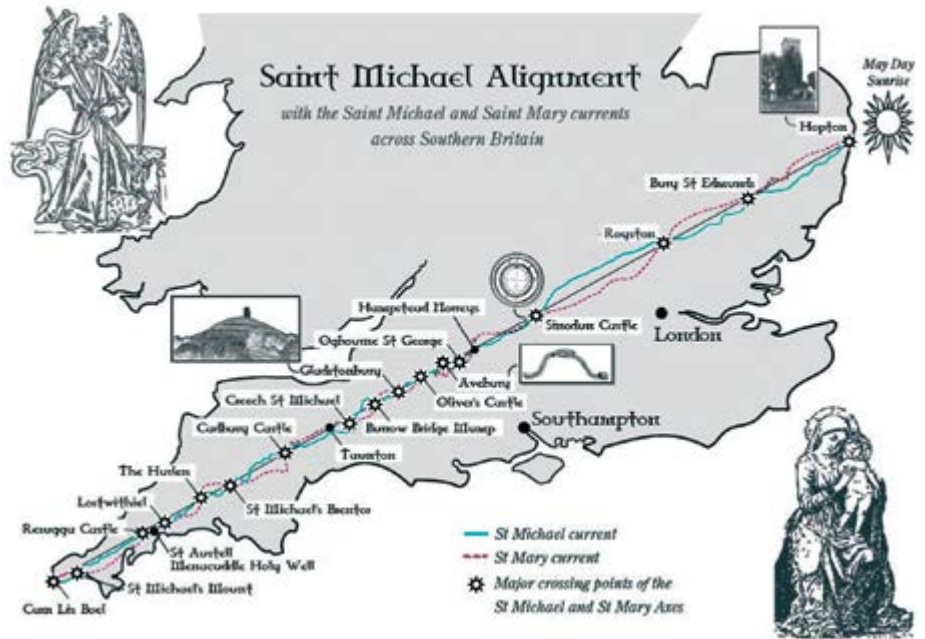 Saint Michael Alignment
with the Saint Michael and Saint Mary currents
across Southern Britain
May Day
Sunrise
Hopton
Bury St Edmunds
Royston
Hampstead Norreys
Sinodun Castle
London
Ogbourne St George
Glastonbury
Avebury
Oliver's Castle
Creech St Michael
Southampton
Burrow Bridge Mump
Cadbury Castle
Taunton
The Hurlers
St Michael's Brentor
Lostwithiel
Resugga Castle
St Austell
Menacuddle Holy Well
St Michael's Mount
Carn Lês Boel
St Michael current
St Mary current
Major crossing points of the
St Michael and St Mary Axes